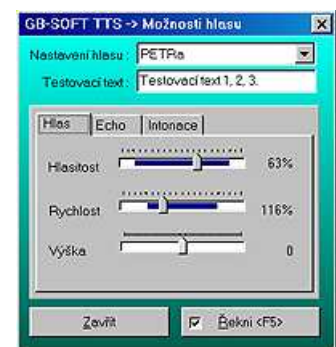 GB-SOFT TTS -> Možnosti hlasu
Nastavení hlasu: PETRa
Testovací text: Testovací text 1, 2, 3.
Hlas Echo Intonace
Hlasitost 63%
Rychlost 116%
Výška 0
Zavřít Řekni <F5>